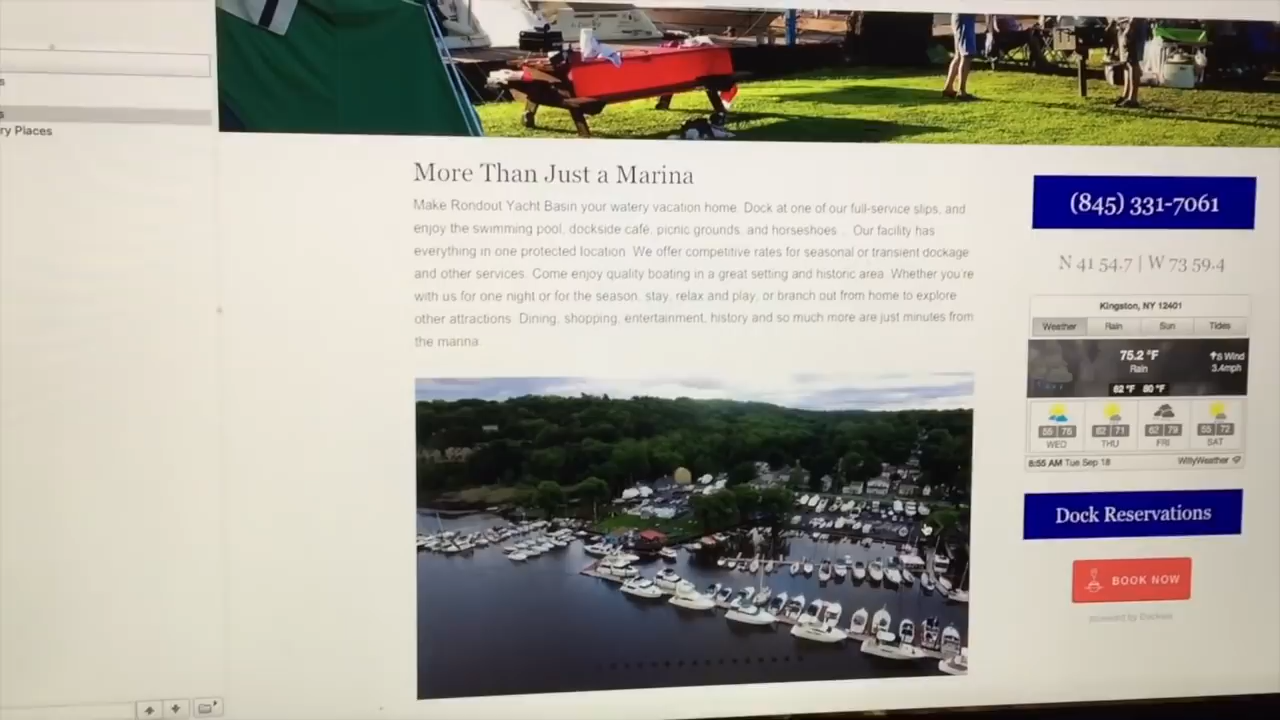 ry Places
More Than Just a Marina
Make Rondout Yacht Basin your watery vacation home. Dock at one of our full-service slips, and
enjoy the swimming pool, dockside café, picnic grounds, and horseshoes... Our facility has
everything in one protected location. We offer competitive rates for seasonal or transient dockage
and other services. Come enjoy quality boating in a great setting and historic area. Whether you're
with us for one night or for the season, stay, relax and play, or branch out from home to explore
other attractions. Dining, shopping, entertainment, history and so much more are just minutes from
the marina.
(845) 331-7061
N 41 54.7 | W 73 59.4
Kingston, NY 12401
Weather Rain Sun Tides
75.2 °F
Rain
S Wind
3.4mph
62 °F 80 °F
55 76 62 71 62 79 55 72
WED THU FRI SAT
8:55 AM Tue Sep 18 WillyWeather
Dock Reservations
BOOK NOW
Powered by Dockwa